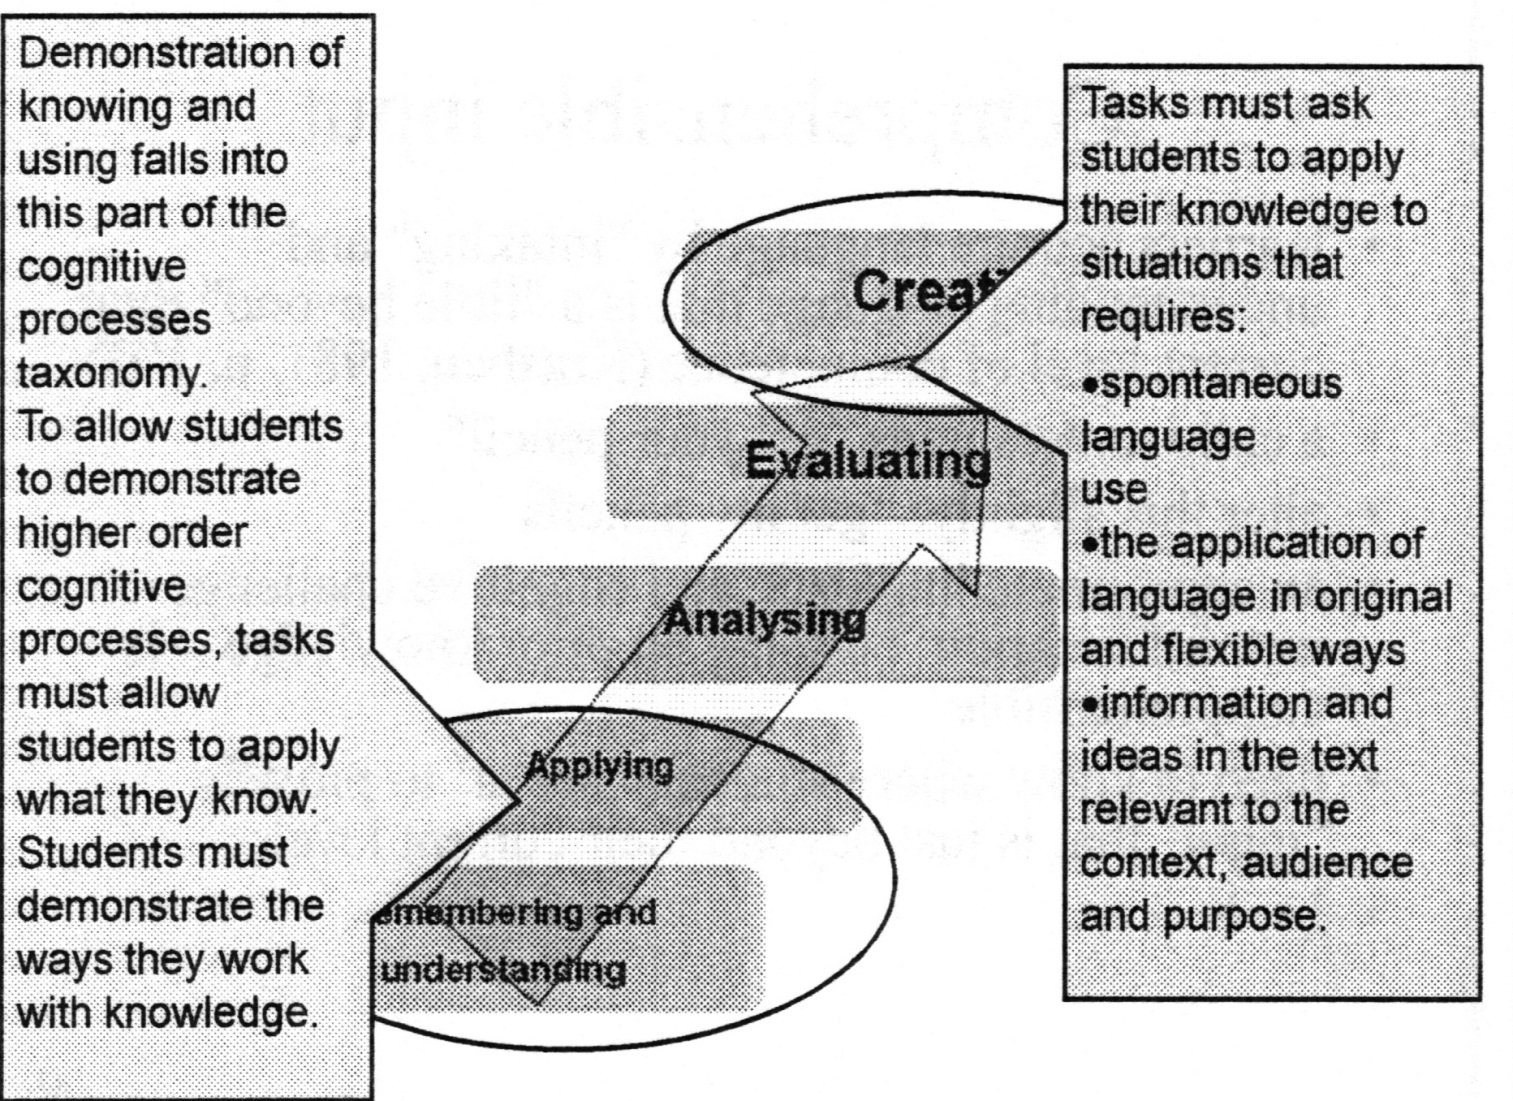 Demonstration of
knowing and
using falls into
this part of the
cognitive
processes
taxonomy.
To allow students
to demonstrate
higher order
cognitive
processes, tasks
must allow
students to apply
what they know.
Students must
demonstrate the
ways they work
with knowledge.
Creati
Evaluating
Analysing
Applying
emembering and
understanding
Tasks must ask
students to apply
their knowledge to
situations that
requires:
•spontaneous
language
use
•the application of
language in original
and flexible ways
•information and
ideas in the text
relevant to the
context, audience
and purpose.